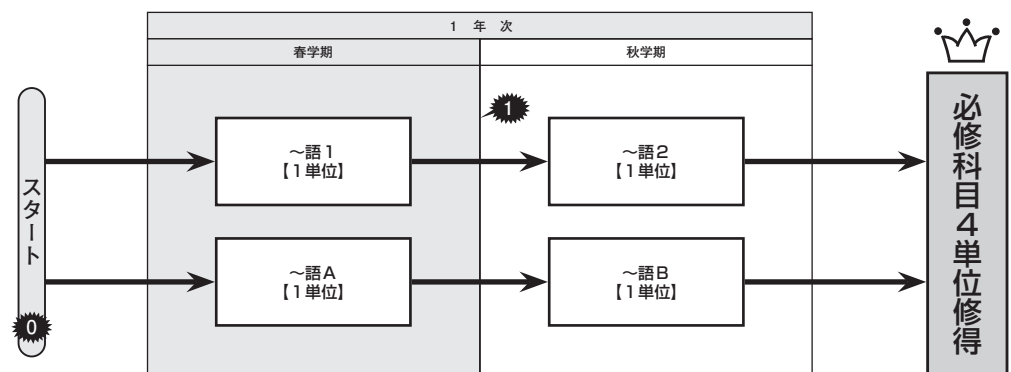 1 年 次
春学期
秋学期
スタート
0
1
～語1
【1単位】
～語2
【1単位】
～語A
【1単位】
～語B
【1単位】
必修科目4単位修得